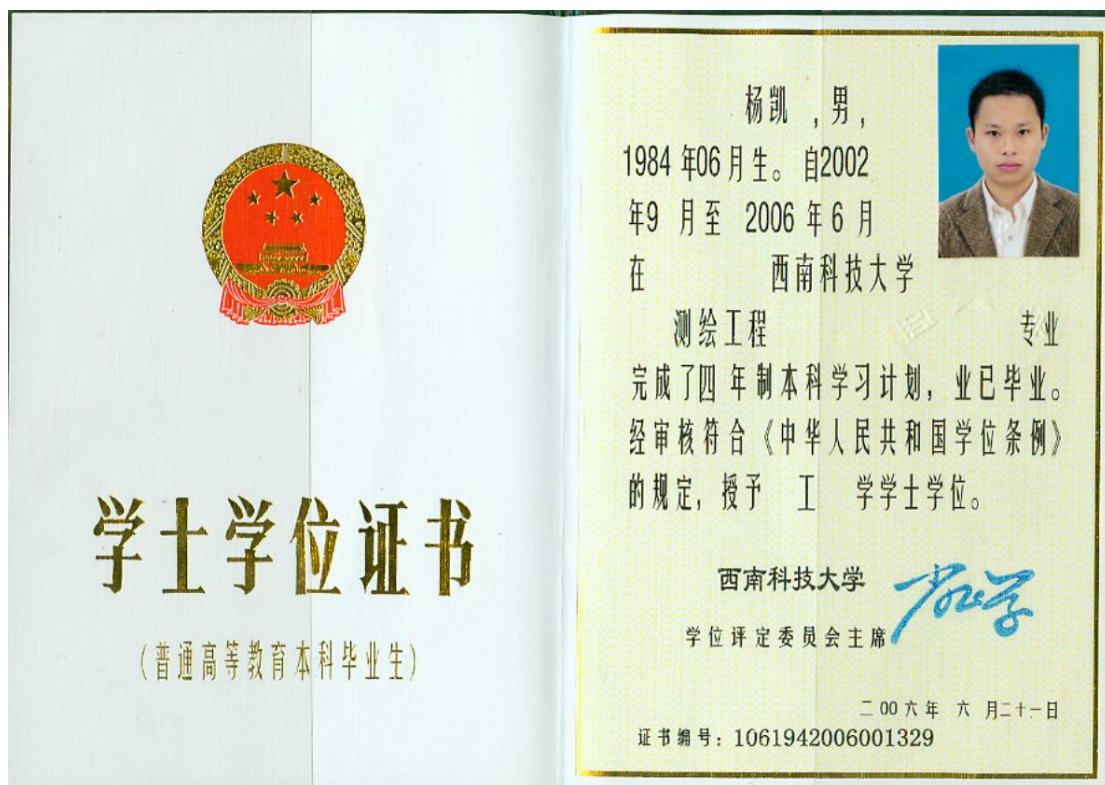 学士学位证书
(普通高等教育本科毕业生)
杨凯 ,男,
1984 年06 月生。自2002
年9 月至 2006 年 6 月
在 西南科技大学
测绘工程 专业
完成了四 年制本科学习计划, 业已毕业。
经审核符合《中华人民共和国学位条例》
的规定, 授予 工 学学士学位。
西南科技大学
学位评定委员会主席
二00六年 六 月二十一日
证书编号: 1061942006001329